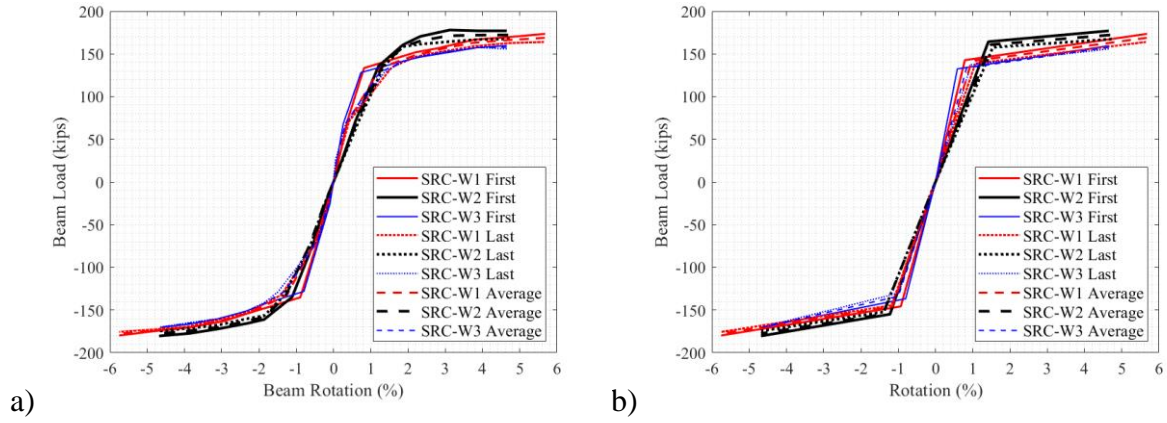 200
150
100
50
0
-50
-100
-150
-200
Beam Load (kips)
SRC-W1 First
SRC-W2 First
SRC-W3 First
SRC-W1 Last
SRC-W2 Last
SRC-W3 Last
SRC-W1 Average
SRC-W2 Average
SRC-W3 Average
-6 -5 -4 -3 -2 -1 0 1 2 3 4 5 6
Beam Rotation (%)
a)
200
150
100
50
0
-50
-100
-150
-200
Beam Load (kips)
SRC-W1 First
SRC-W2 First
SRC-W3 First
SRC-W1 Last
SRC-W2 Last
SRC-W3 Last
SRC-W1 Average
SRC-W2 Average
SRC-W3 Average
-6 -5 -4 -3 -2 -1 0 1 2 3 4 5 6
Rotation (%)
b)